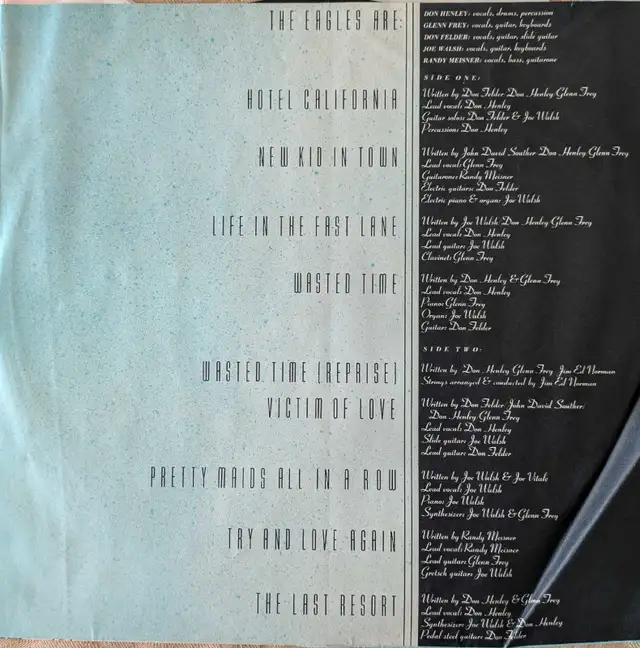 THE EAGLES ARE:
DON HENLEY: vocals, drums, percussion
GLENN FREY: vocals, guitar, keyboards
DON FELDER: vocals, guitar, slide guitar
JOE WALSH: vocals, guitar, keyboards
RANDY MEISNER: vocals, bass, guitarone
SIDE ONE:
HOTEL CALIFORNIA
Written by Don Felder/Don Henley/Glenn Frey
Lead vocal: Don Henley
Guitar solos: Don Felder & Joe Walsh
Percussion: Don Henley
NEW KID IN TOWN
Written by John David Souther/Don Henley/Glenn Frey
Lead vocal: Glenn Frey
Guitarone: Randy Meisner
Electric guitars: Don Felder
Electric piano & organ: Joe Walsh
LIFE IN THE FAST LANE
Written by Joe Walsh/Don Henley/Glenn Frey
Lead vocal: Don Henley
Lead guitar: Joe Walsh
Clavinet: Glenn Frey
WASTED TIME
Written by Don Henley & Glenn Frey
Lead vocal: Don Henley
Piano: Glenn Frey
Organ: Joe Walsh
Guitar: Don Felder
SIDE TWO:
WASTED TIME (REPRISE)
Written by Don Henley/Glenn Frey/Jim Ed Norman
Strings arranged & conducted by Jim Ed Norman
VICTIM OF LOVE
Written by Don Felder/John David Souther/
Don Henley/Glenn Frey
Lead vocal: Don Henley
Slide guitar: Joe Walsh
Lead guitar: Don Felder
PRETTY MAIDS ALL IN A ROW
Written by Joe Walsh & Joe Vitale
Lead vocal: Joe Walsh
Piano: Joe Walsh
Synthesizer: Joe Walsh & Glenn Frey
TRY AND LOVE AGAIN
Written by Randy Meisner
Lead vocal: Randy Meisner
Lead guitar: Glenn Frey
Gretsch guitar: Joe Walsh
THE LAST RESORT
Written by Don Henley & Glenn Frey
Lead vocal: Don Henley
Synthesizer: Joe Walsh & Don Henley
Pedal steel guitar: Don Felder